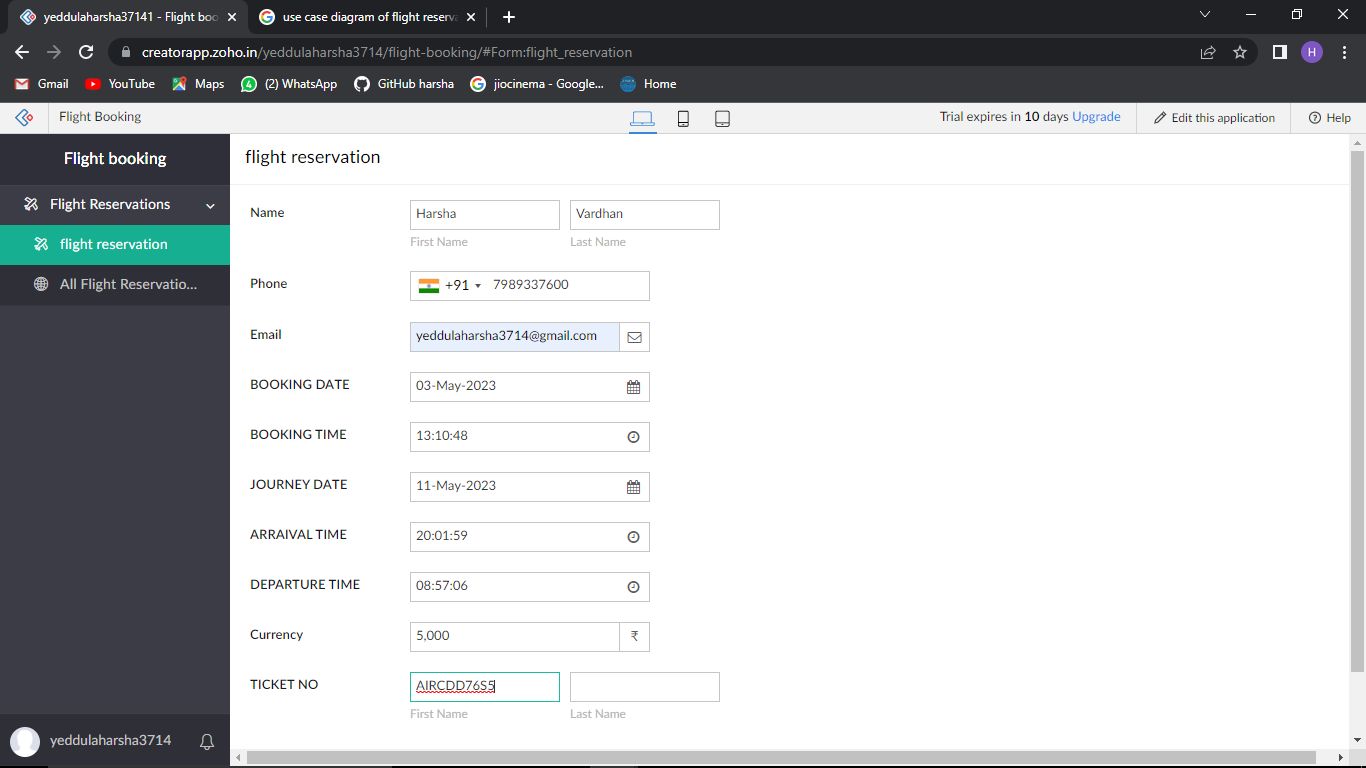 yeddulaharsha37141 - Flight boo
use case diagram of flight reserva
creatorapp.zoho.in/yeddulaharsha3714/flight-booking/#Form:flight_reservation
H
Gmail YouTube Maps (2) WhatsApp GitHub harsha jiocinema - Google... Home
Flight Booking
Trial expires in 10 days Upgrade
Edit this application
Help
Flight booking
Flight Reservations
flight reservation
All Flight Reservatio...
yeddulaharsha3714
flight reservation
Name Harsha Vardhan
First Name Last Name
Phone +91 7989337600
Email yeddulaharsha3714@gmail.com
BOOKING DATE 03-May-2023
BOOKING TIME 13:10:48
JOURNEY DATE 11-May-2023
ARRAIVAL TIME 20:01:59
DEPARTURE TIME 08:57:06
Currency 5,000 ₹
TICKET NO AIRCDD76S5
First Name Last Name